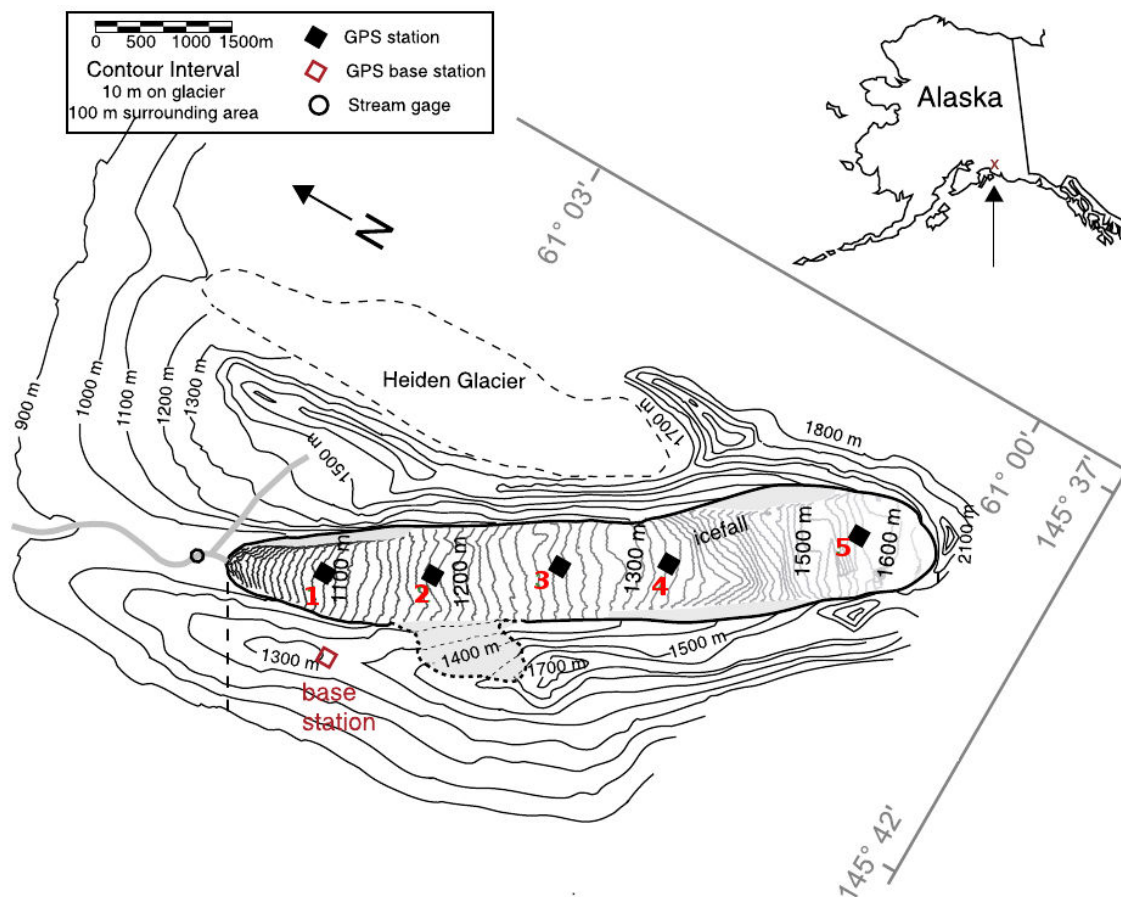 0 500 1000 1500m
Contour Interval
10 m on glacier
100 m surrounding area
GPS station
GPS base station
Stream gage
Alaska
x
N
61° 03'
61° 00'
145° 37'
145° 42'
Heiden Glacier
900 m
1000 m
1100 m
1200 m
1300 m
1500 m
1700 m
1800 m
2100 m
icefall
1100 m
1200 m
1300 m
1500 m
1600 m
1
2
3
4
5
1300 m
1400 m
1500 m
1700 m
base
station